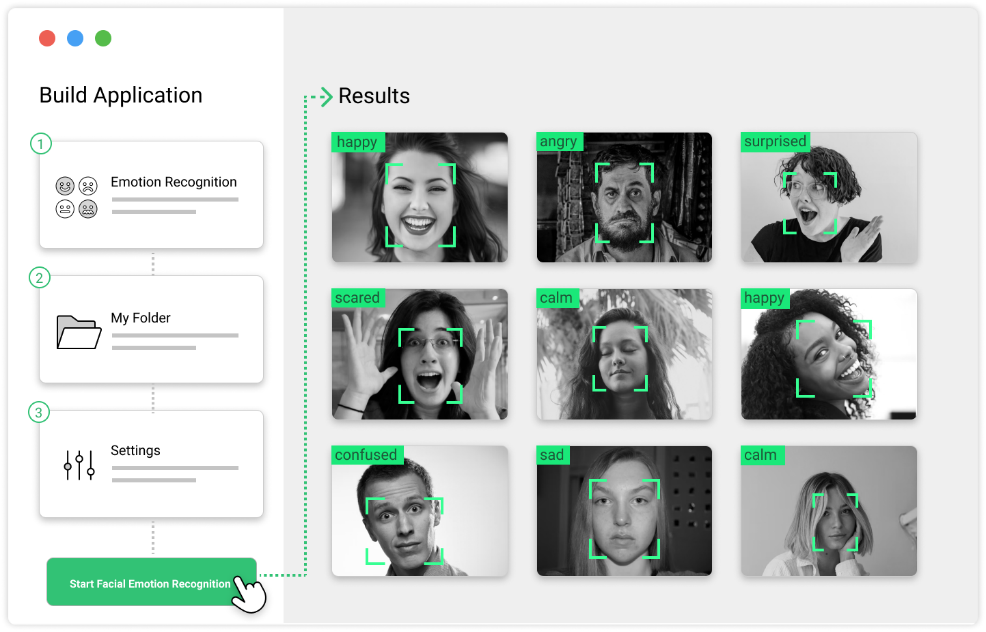 Build Application
1
Emotion Recognition
2
My Folder
3
Settings
Start Facial Emotion Recognition
Results
happy
angry
surprised
scared
calm
happy
confused
sad
calm